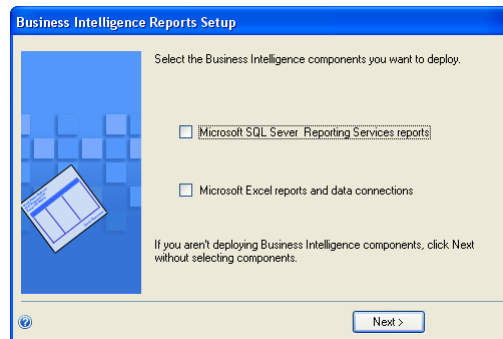 Business Intelligence Reports Setup
Select the Business Intelligence components you want to deploy.
Microsoft SQL Sever Reporting Services reports
Microsoft Excel reports and data connections
If you aren't deploying Business Intelligence components, click Next
without selecting components.
Next >